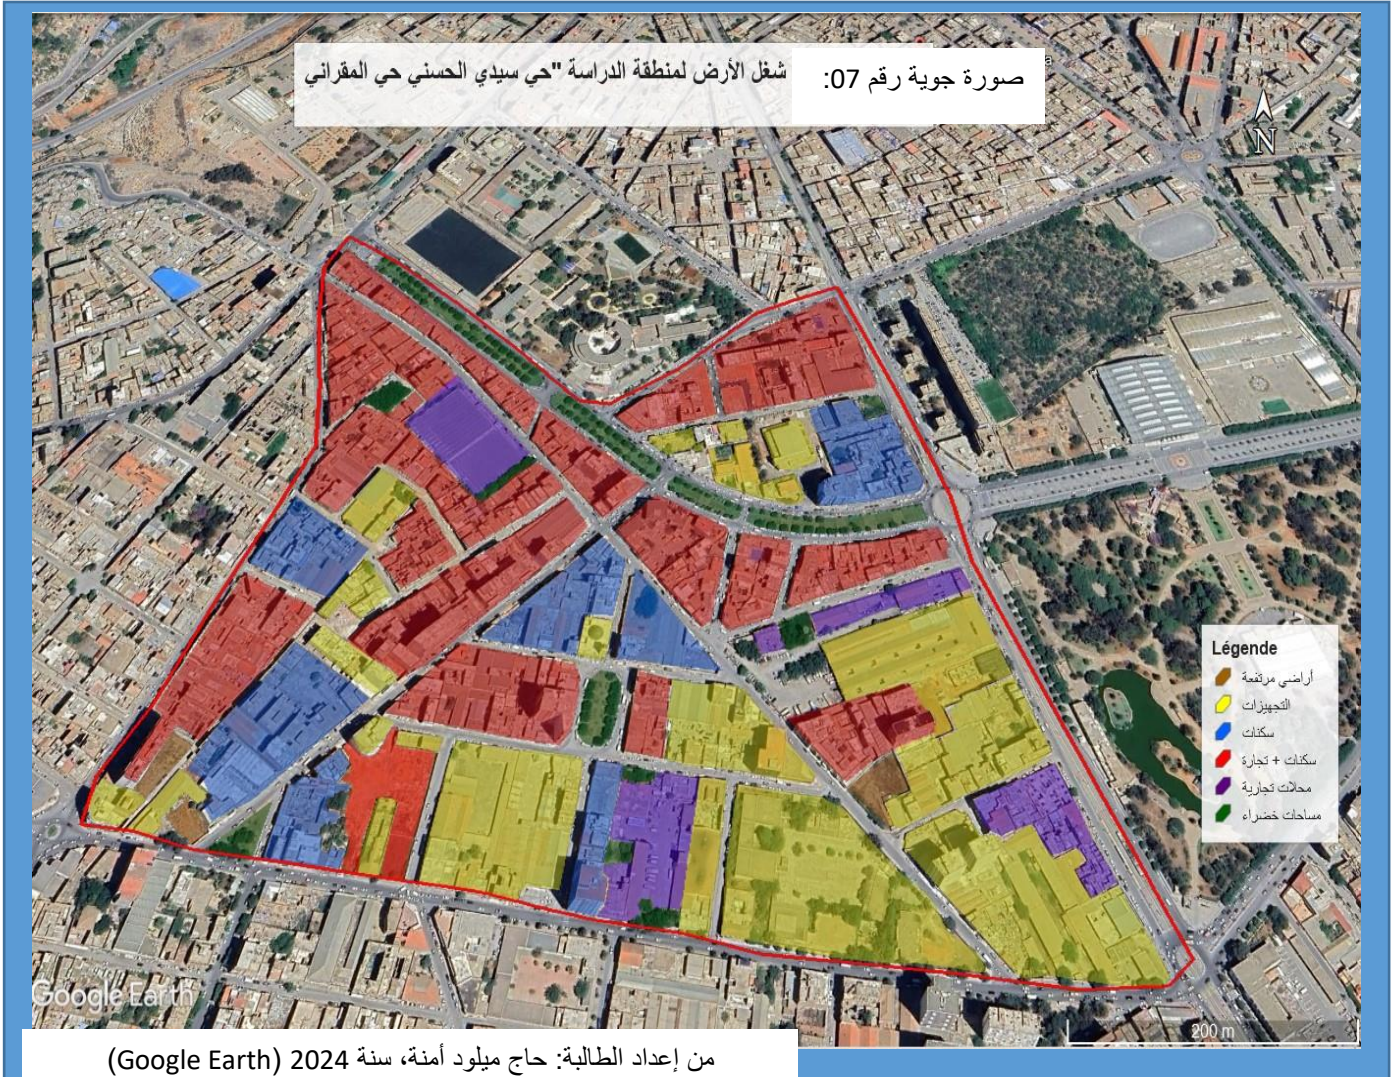 صورة جوية رقم 07:
شغل الأرض لمنطقة الدراسة "حي سيدي الحسني حي المقراني
N
Légende
أراضي مرتفعة
التجهيزات
سكنات
سكنات + تجارة
محلات تجارية
مساحات خضراء
Google Earth
200 m
من إعداد الطالبة: حاج ميلود أمنة، سنة 2024 (Google Earth)